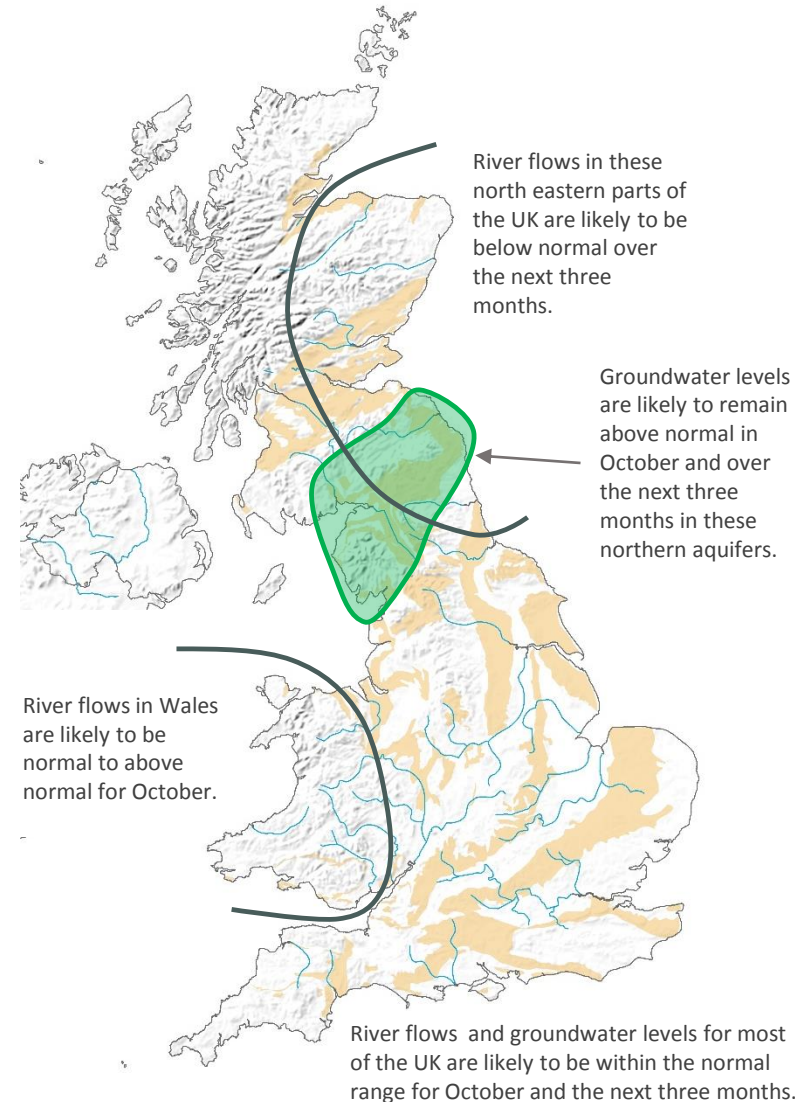 River flows in these
north eastern parts of
the UK are likely to be
below normal over
the next three
months.
Groundwater levels
are likely to remain
above normal in
October and over
the next three
months in these
northern aquifers.
River flows in Wales
are likely to be
normal to above
normal for October.
River flows and groundwater levels for most
of the UK are likely to be within the normal
range for October and the next three months.